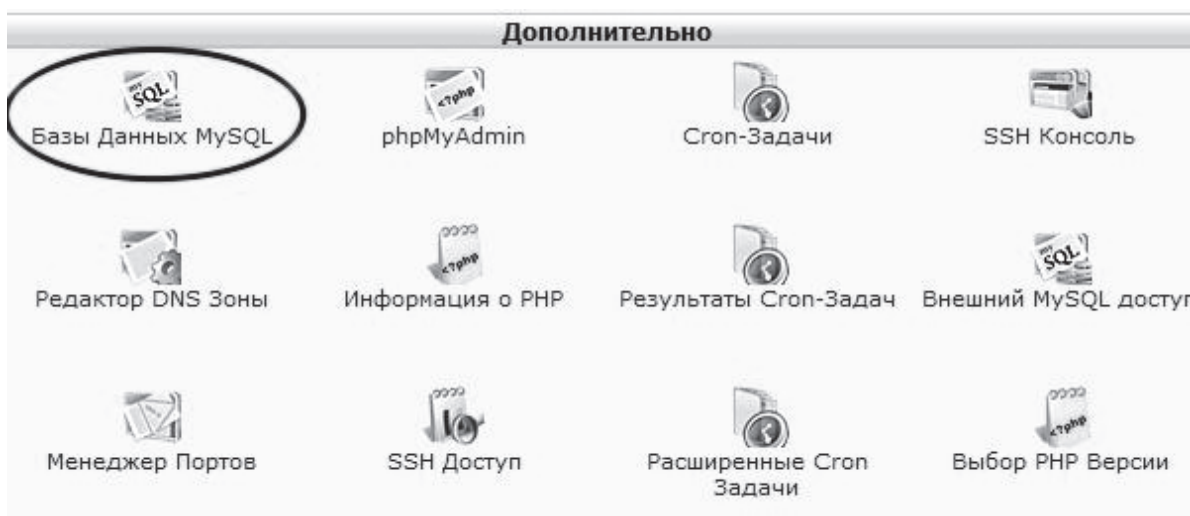 Дополнительно
Базы Данных MySQL
phpMyAdmin
Cron-Задачи
SSH Консоль
Редактор DNS Зоны
Информация о PHP
Результаты Cron-Задач
Внешний MySQL доступ
Менеджер Портов
SSH Доступ
Расширенные Cron
Задачи
Выбор PHP Версии